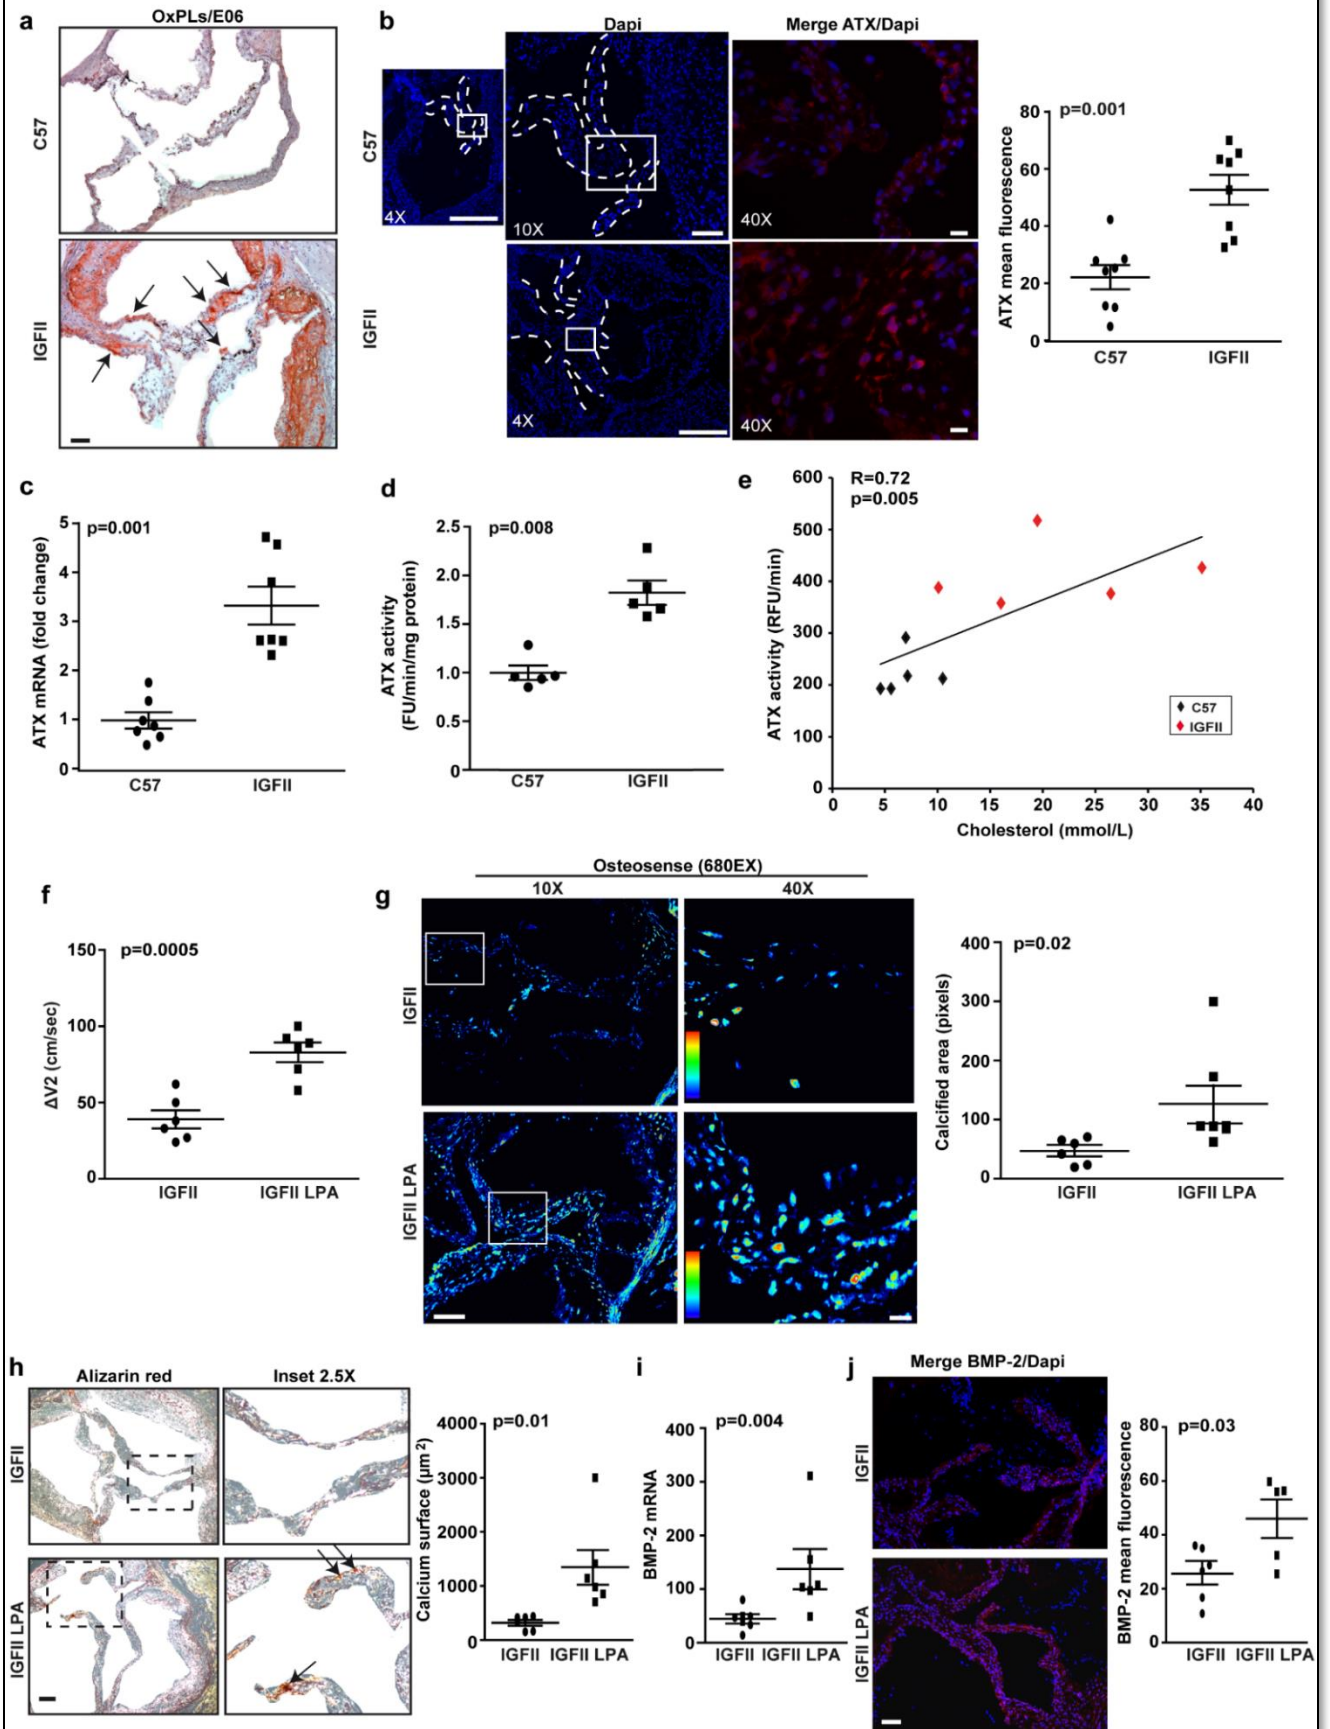 a
OxPLs/E06
C57
IGFII
b
Dapi
Merge ATX/Dapi
C57
IGFII
4X
10X
40X
4X
40X
p=0.001
ATX mean fluorescence
80
60
40
20
0
C57 IGFII
c
p=0.001
ATX mRNA (fold change)
5
4
3
2
1
0
C57 IGFII
d
p=0.008
ATX activity
(FU/min/mg protein)
2.5
2.0
1.5
1.0
0.5
0
C57 IGFII
e
R=0.72
p=0.005
ATX activity (RFU/min)
600
500
400
300
200
100
0
0 5 10 15 20 25 30 35 40
Cholesterol (mmol/L)
C57
IGFII
f
p=0.0005
ΔV2 (cm/sec)
150
100
50
0
IGFII IGFII LPA
g
Osteosense (680EX)
10X 40X
IGFII
IGFII LPA
p=0.02
Calcified area (pixels)
400
300
200
100
0
IGFII IGFII LPA
h
Alizarin red
Inset 2.5X
IGFII
IGFII LPA
p=0.01
Calcium surface (µm²)
4000
3000
2000
1000
0
IGFII IGFII LPA
i
p=0.004
BMP-2 mRNA
400
300
200
100
0
IGFII IGFII LPA
j
Merge BMP-2/Dapi
IGFII
IGFII LPA
p=0.03
BMP-2 mean fluorescence
80
60
40
20
0
IGFII IGFII LPA